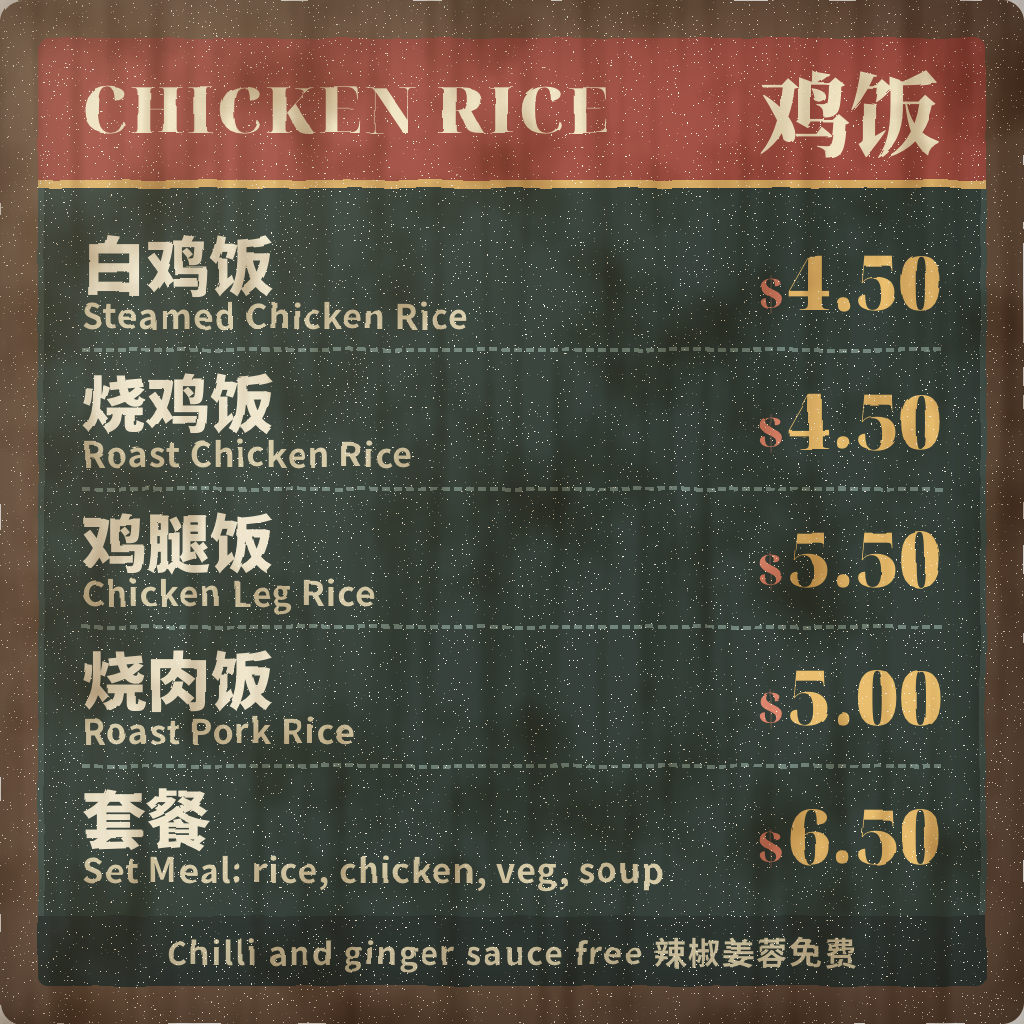 CHICKEN RICE 鸡饭
白鸡饭
Steamed Chicken Rice
$4.50
烧鸡饭
Roast Chicken Rice
$4.50
鸡腿饭
Chicken Leg Rice
$5.50
烧肉饭
Roast Pork Rice
$5.00
套餐
Set Meal: rice, chicken, veg, soup
$6.50
Chilli and ginger sauce free 辣椒姜蓉免费